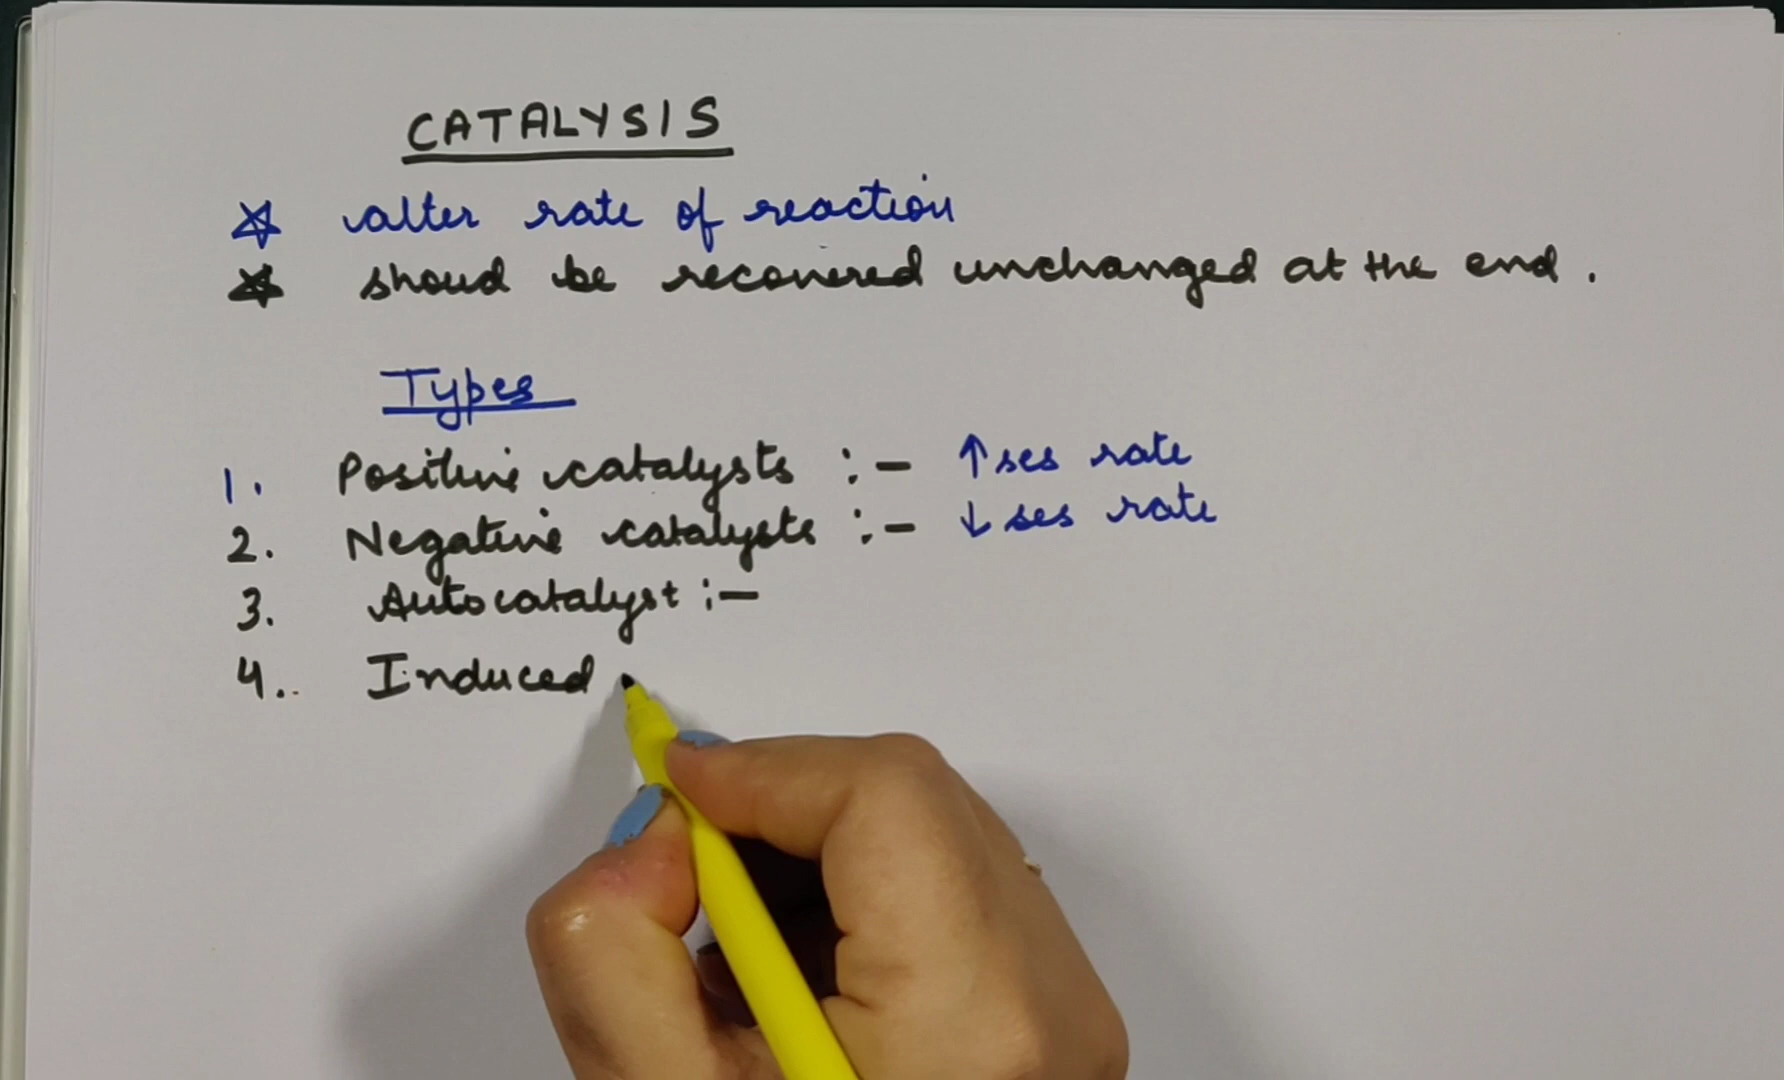 CATALYSIS
☆ alter rate of reaction
☆ shoud be recovered unchanged at the end .
Types
1. Positive catalysts :- ↑ses rate
2. Negative catalysts :- ↓ses rate
3. Autocatalyst :-
4. Induced